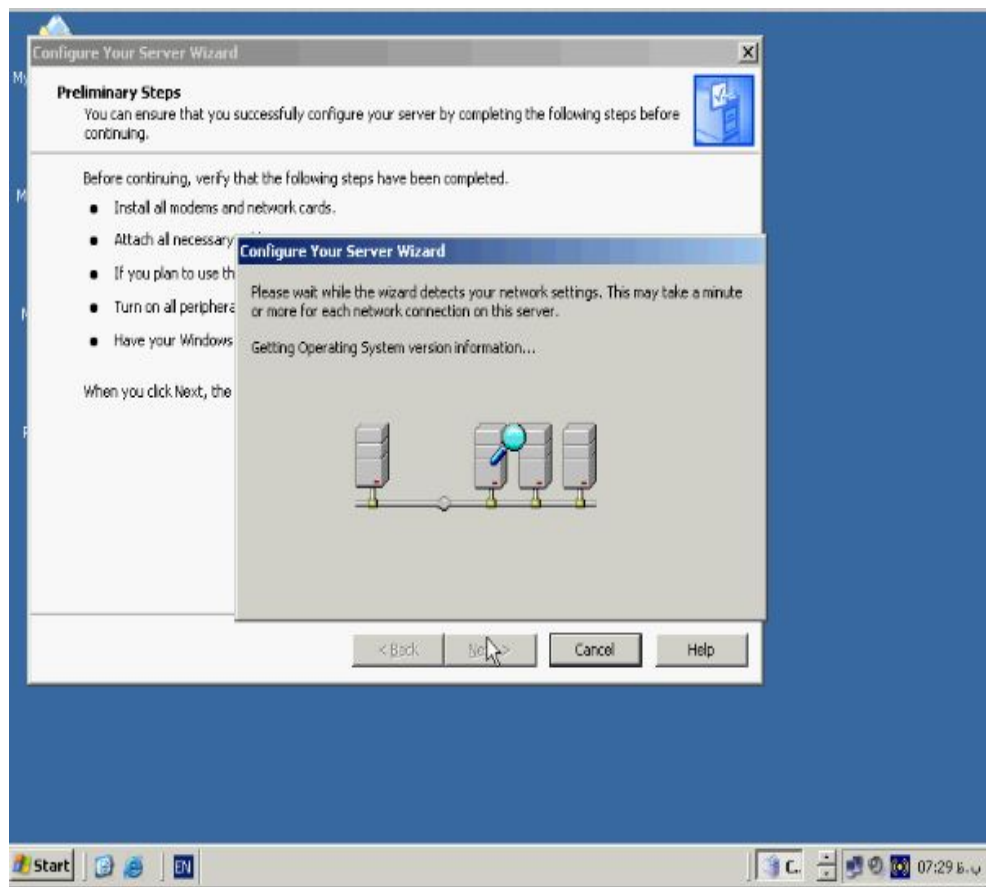 Configure Your Server Wizard
Preliminary Steps
You can ensure that you successfully configure your server by completing the following steps before
continuing.
Before continuing, verify that the following steps have been completed.
Install all modems and network cards.
Attach all necessary
If you plan to use th
Turn on all periphera
Have your Windows
When you click Next, the
Configure Your Server Wizard
Please wait while the wizard detects your network settings. This may take a minute
or more for each network connection on this server.
Getting Operating System version information...
< Back
Cancel
Help
My
M
Start
EN
C..
07:29 ب.ظ